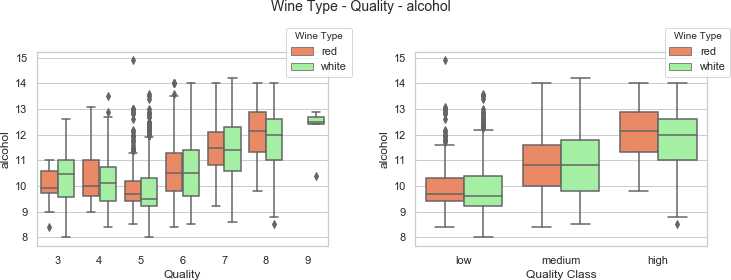 Wine Type - Quality - alcohol
Wine Type
red
white
15
14
13
12
11
10
9
8
alcohol
3 4 5 6 7 8 9
Quality
Wine Type
red
white
15
14
13
12
11
10
9
8
alcohol
low medium high
Quality Class